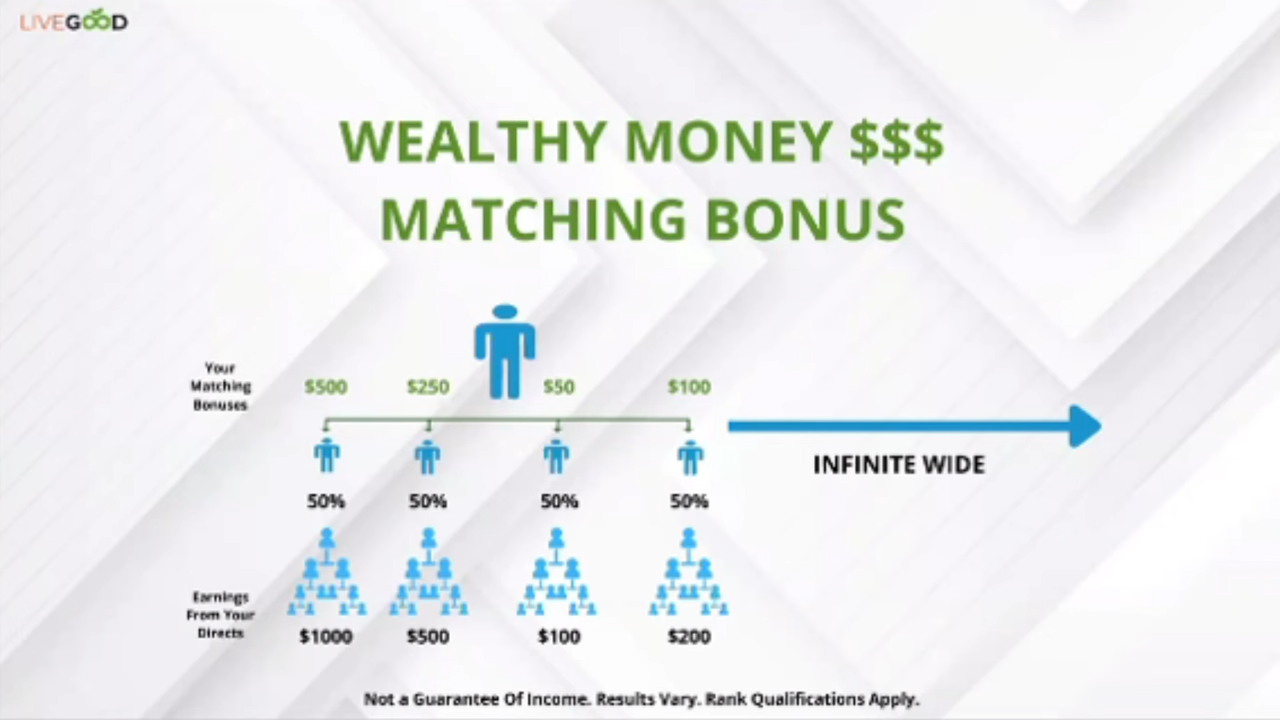 LIVEGOOD
WEALTHY MONEY $$$
MATCHING BONUS
Your
Matching
Bonuses
$500 $250 $50 $100
INFINITE WIDE
50% 50% 50% 50%
Earnings
From Your
Directs
$1000 $500 $100 $200
Not a Guarantee Of Income. Results Vary. Rank Qualifications Apply.